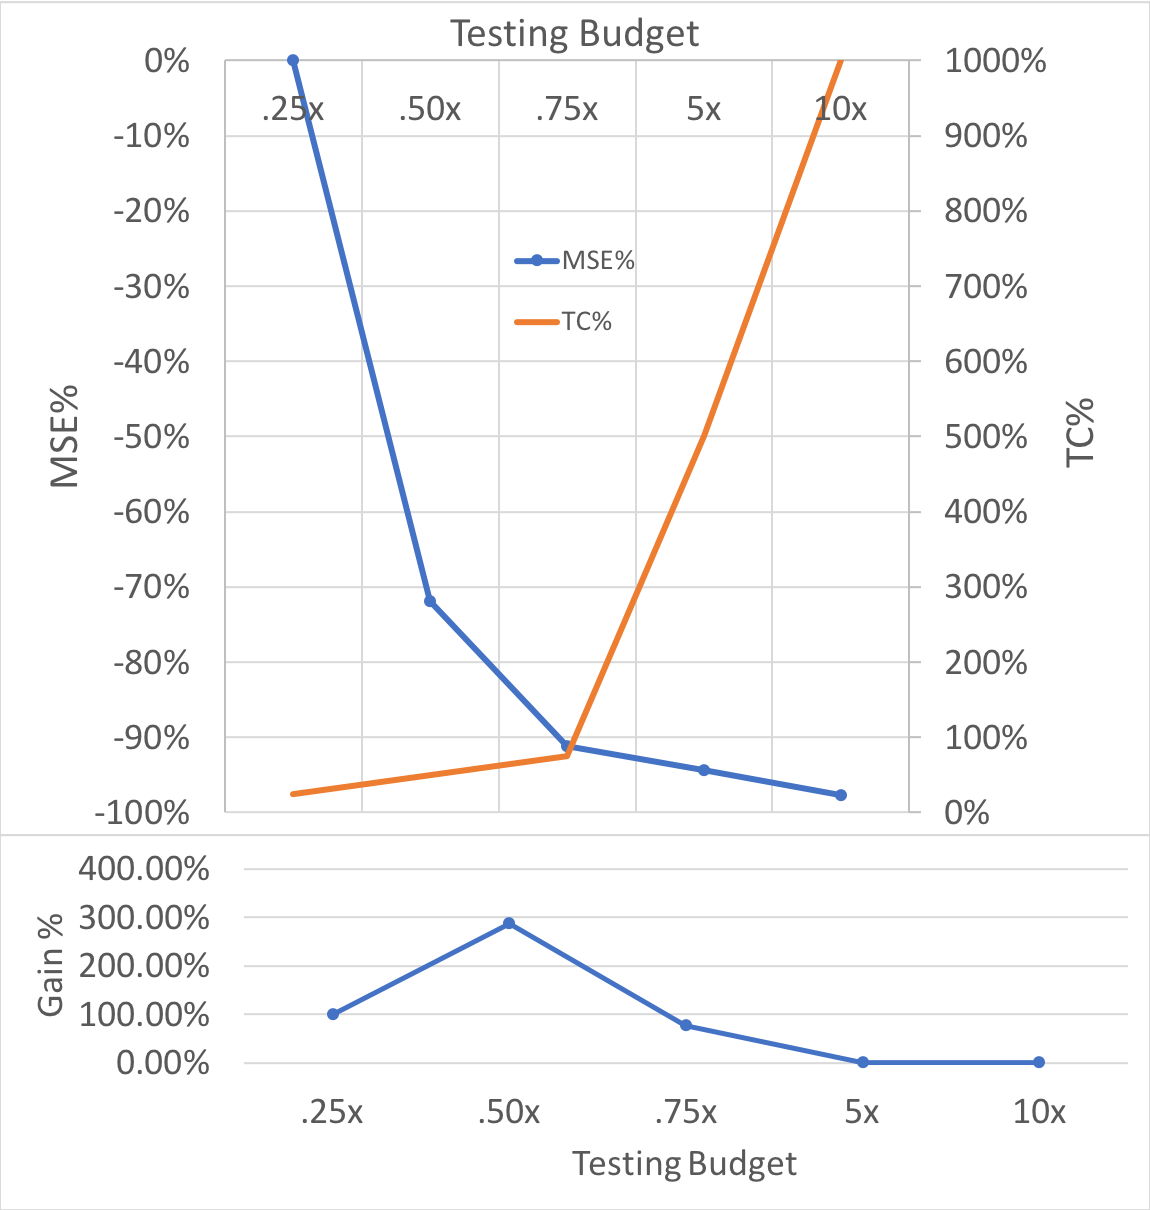 Testing Budget
0% 1000%
.25x .50x .75x 5x 10x
-10% 900%
-20% 800%
MSE%
-30% 700%
TC%
-40% 600%
MSE% TC%
-50% 500%
-60% 400%
-70% 300%
-80% 200%
-90% 100%
-100% 0%
400.00%
300.00%
Gain %
200.00%
100.00%
0.00%
.25x .50x .75x 5x 10x
Testing Budget